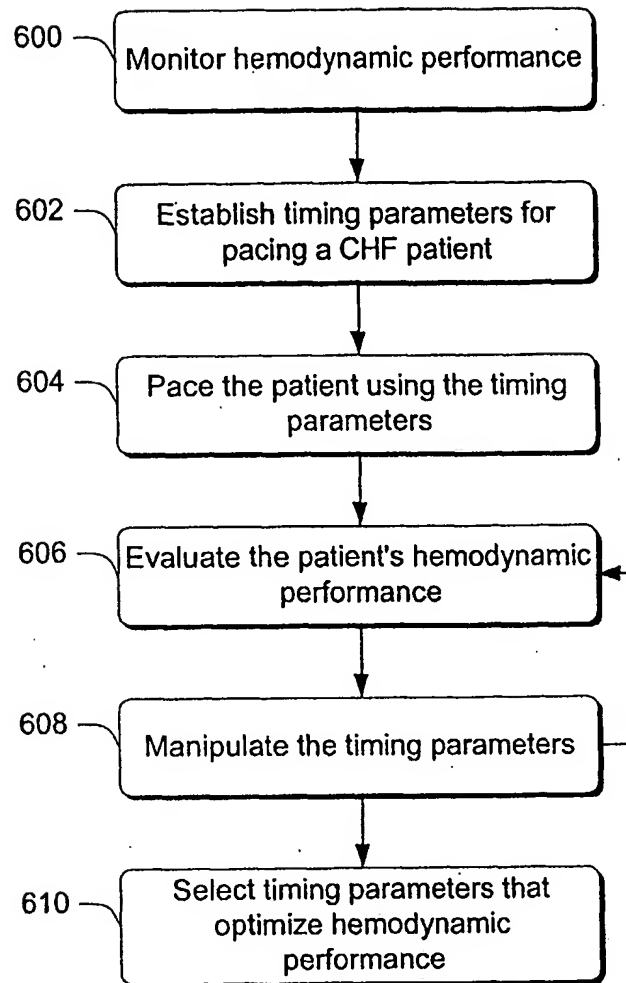 600
Monitor hemodynamic performance
602
Establish timing parameters for
pacing a CHF patient
604
Pace the patient using the timing
parameters
606
Evaluate the patient's hemodynamic
performance
608
Manipulate the timing parameters
610
Select timing parameters that
optimize hemodynamic
performance